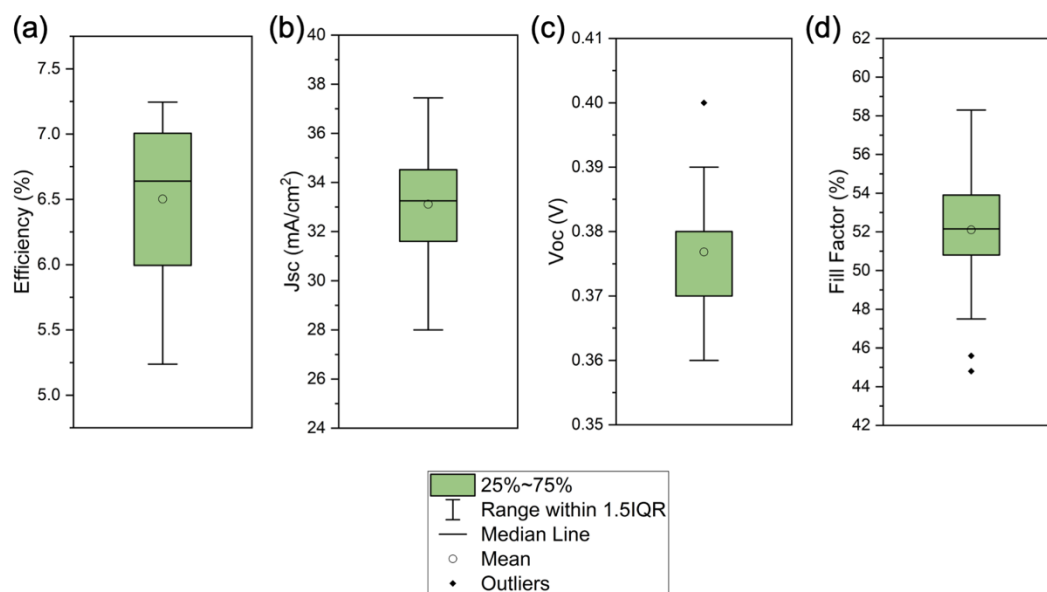 (a)
Efficiency (%)
7.5
7.0
6.5
6.0
5.5
5.0
(b)
Jsc (mA/cm²)
40
38
36
34
32
30
28
26
24
(c)
Voc (V)
0.41
0.40
0.39
0.38
0.37
0.36
0.35
(d)
Fill Factor (%)
62
60
58
56
54
52
50
48
46
44
42
25%~75%
Range within 1.5IQR
Median Line
Mean
Outliers